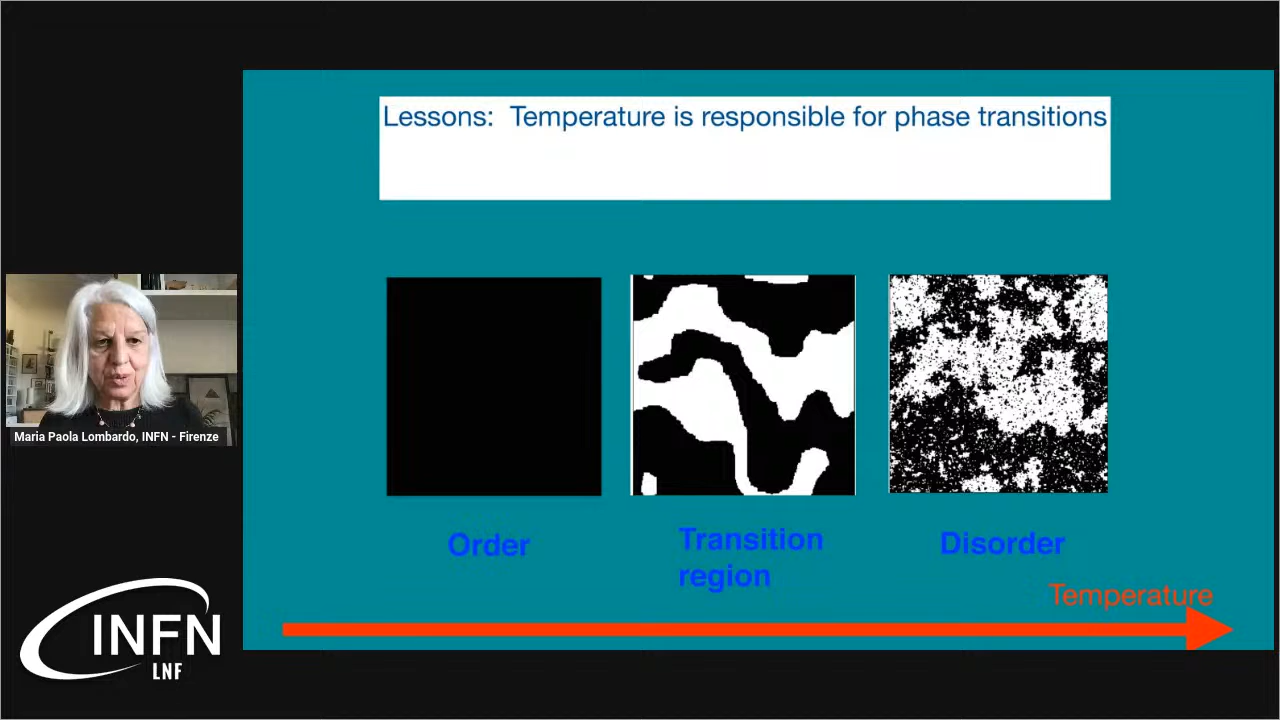 Lessons: Temperature is responsible for phase transitions
Maria Paola Lombardo, INFN - Firenze
Order
Transition
region
Disorder
Temperature
INFN
LNF